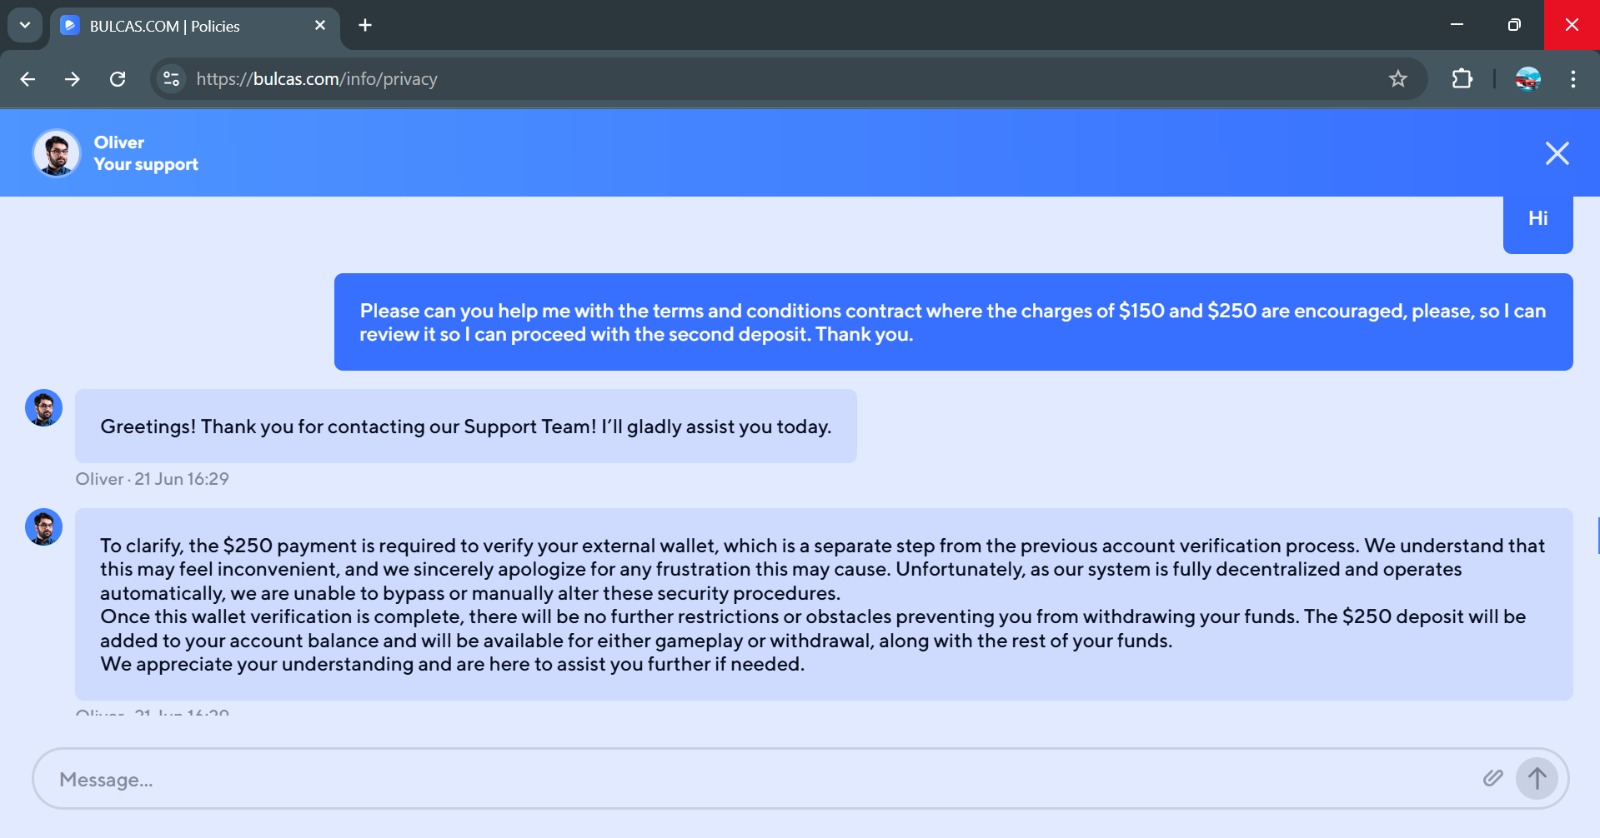 BULCAS.COM | Policies
https://bulcas.com/info/privacy
Oliver
Your support
Hi
Please can you help me with the terms and conditions contract where the charges of $150 and $250 are encouraged, please, so I can
review it so I can proceed with the second deposit. Thank you.
Greetings! Thank you for contacting our Support Team! I’ll gladly assist you today.
Oliver · 21 Jun 16:29
To clarify, the $250 payment is required to verify your external wallet, which is a separate step from the previous account verification process. We understand that
this may feel inconvenient, and we sincerely apologize for any frustration this may cause. Unfortunately, as our system is fully decentralized and operates
automatically, we are unable to bypass or manually alter these security procedures.
Once this wallet verification is complete, there will be no further restrictions or obstacles preventing you from withdrawing your funds. The $250 deposit will be
added to your account balance and will be available for either gameplay or withdrawal, along with the rest of your funds.
We appreciate your understanding and are here to assist you further if needed.
Oliver · 21 Jun 16:29
Message...